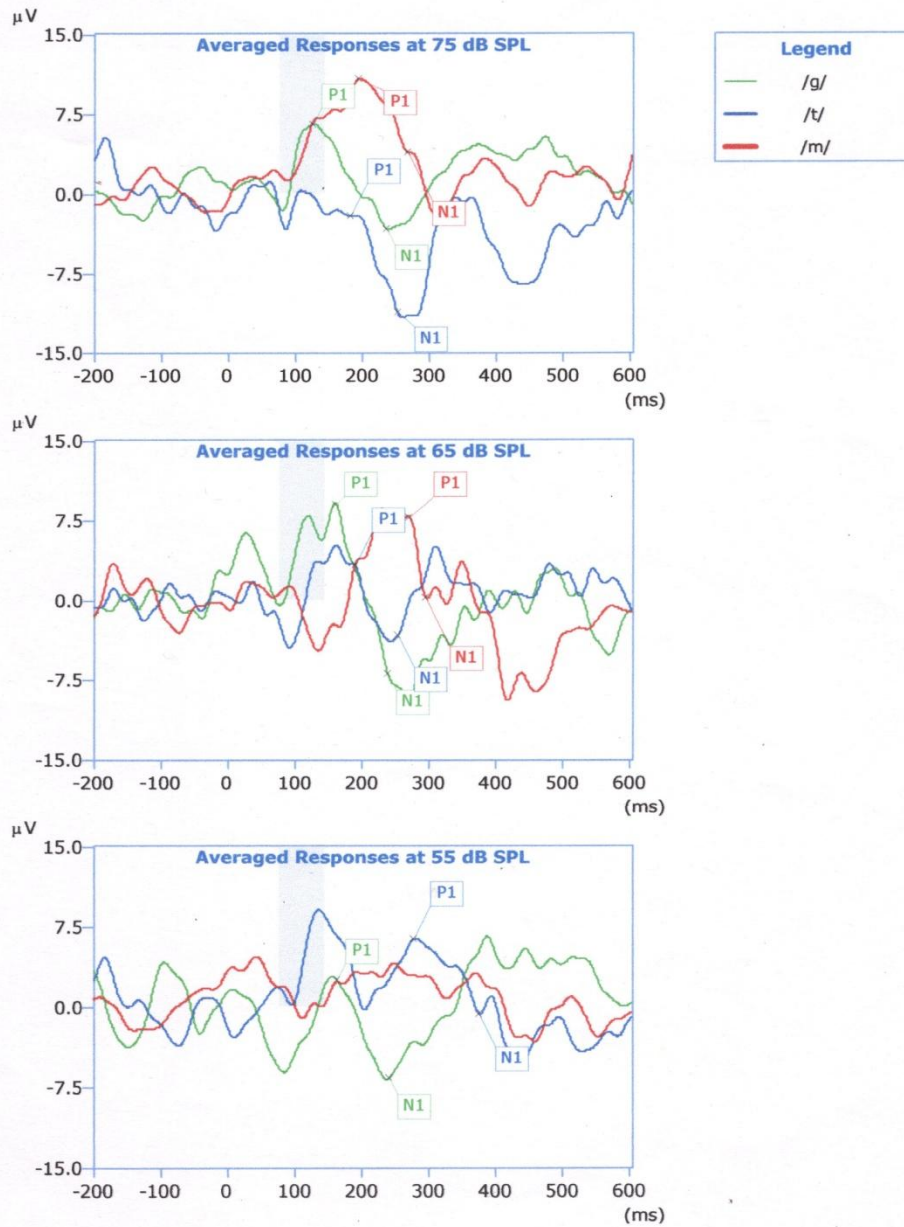 μV
Averaged Responses at 75 dB SPL
15.0
7.5
0.0
-7.5
-15.0
P1
P1
P1
N1
N1
N1
-200 -100 0 100 200 300 400 500 600
(ms)
Legend
/g/
/t/
/m/
μV
Averaged Responses at 65 dB SPL
15.0
7.5
0.0
-7.5
-15.0
P1
P1
P1
N1
N1
N1
-200 -100 0 100 200 300 400 500 600
(ms)
μV
Averaged Responses at 55 dB SPL
15.0
7.5
0.0
-7.5
-15.0
P1
P1
N1
N1
-200 -100 0 100 200 300 400 500 600
(ms)